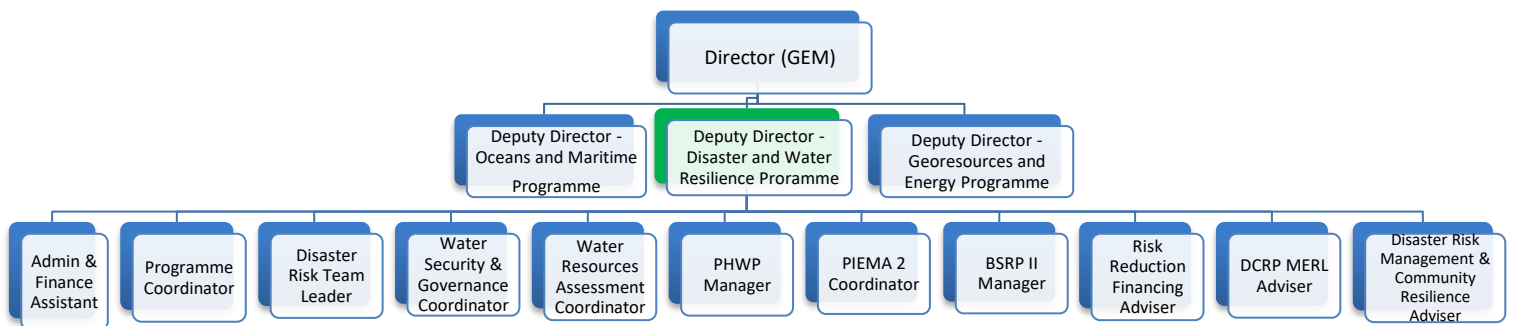 Director (GEM)
Deputy Director -
Oceans and Maritime
Programme
Deputy Director -
Disaster and Water
Resilience Proramme
Deputy Director -
Georesources and
Energy Programme
Admin &
Finance
Assistant
Programme
Coordinator
Disaster
Risk Team
Leader
Water
Security &
Governance
Coordinator
Water
Resources
Assessment
Coordinator
PHWP
Manager
PIEMA 2
Coordinator
BSRP II
Manager
Risk
Reduction
Financing
Adviser
DCRP MERL
Adviser
Disaster Risk
Management &
Community
Resilience
Adviser